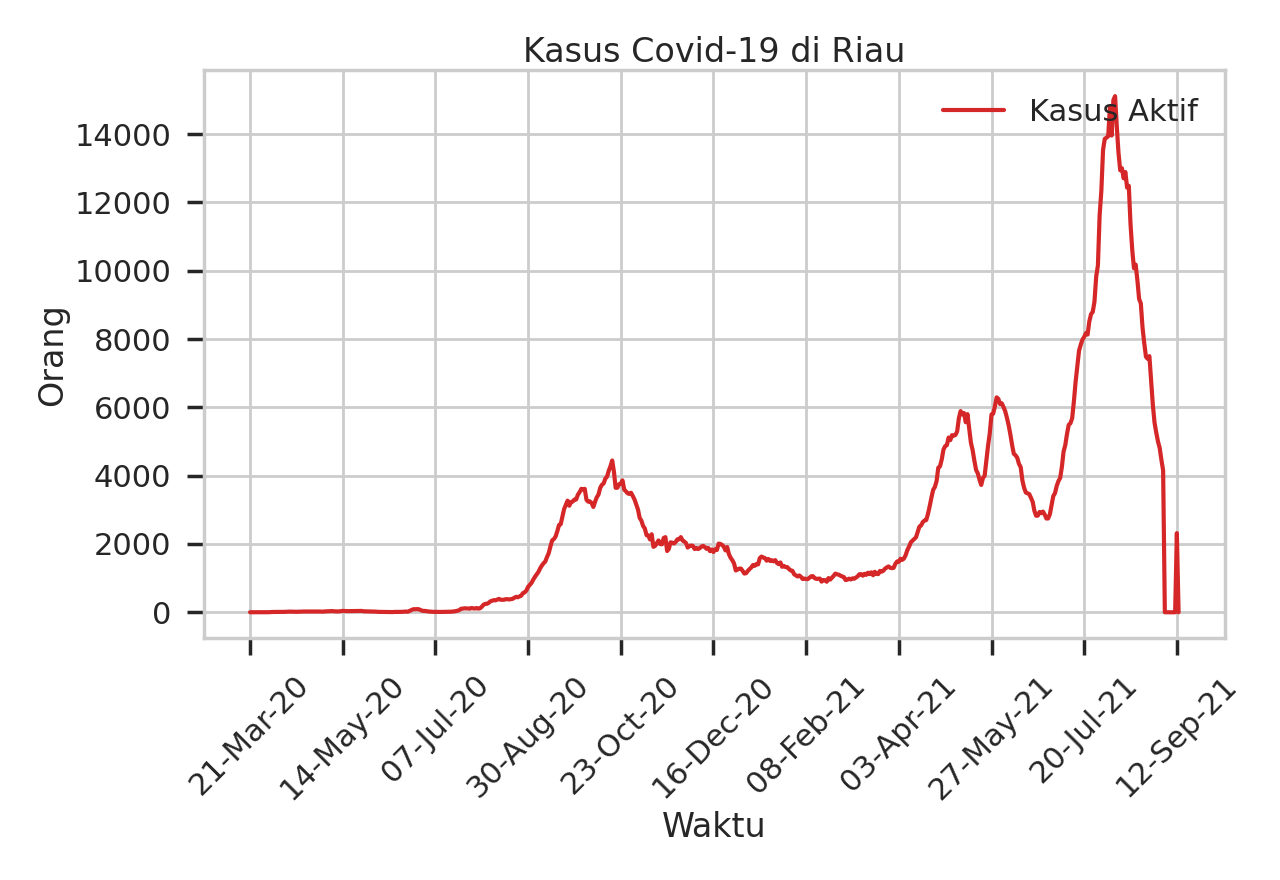 Kasus Covid-19 di Riau
Kasus Aktif
14000
12000
10000
8000
6000
4000
2000
0
Orang
21-Mar-20
14-May-20
07-Jul-20
30-Aug-20
23-Oct-20
16-Dec-20
08-Feb-21
03-Apr-21
27-May-21
20-Jul-21
12-Sep-21
Waktu